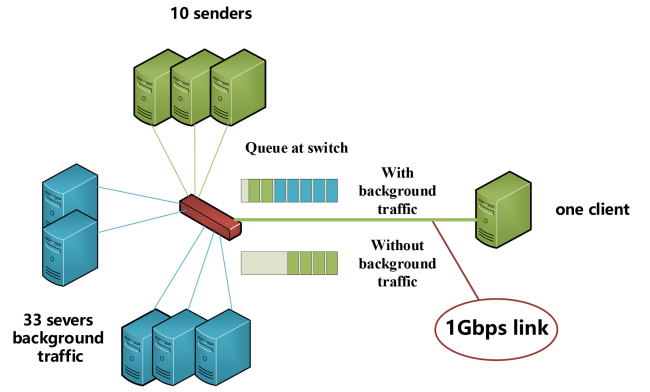 10 senders
Queue at switch
With
background
traffic
one client
Without
background
traffic
33 severs
background
traffic
1Gbps link